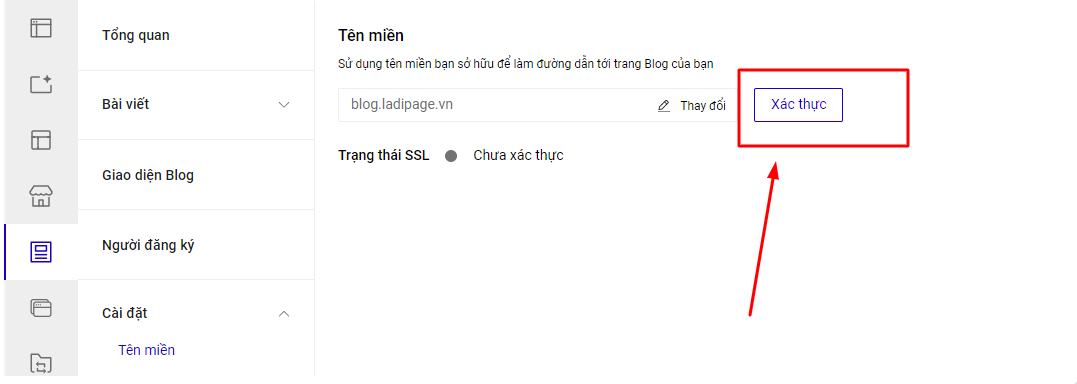 Tổng quan
Bài viết
Giao diện Blog
Người đăng ký
Cài đặt
Tên miền
Tên miền
Sử dụng tên miền bạn sở hữu để làm đường dẫn tới trang Blog của bạn
blog.ladipage.vn Thay đổi Xác thực
Trạng thái SSL Chưa xác thực